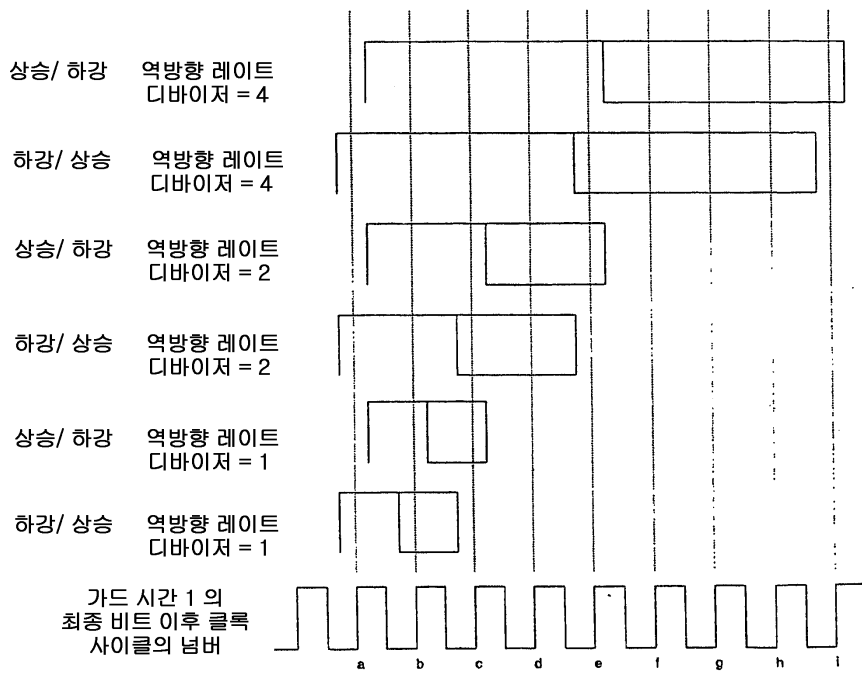 상승/ 하강 역방향 레이트
디바이저 = 4
하강/ 상승 역방향 레이트
디바이저 = 4
상승/ 하강 역방향 레이트
디바이저 = 2
하강/ 상승 역방향 레이트
디바이저 = 2
상승/ 하강 역방향 레이트
디바이저 = 1
하강/ 상승 역방향 레이트
디바이저 = 1
가드 시간 1 의
최종 비트 이후 클록
사이클의 넘버
a b c d e f g h i